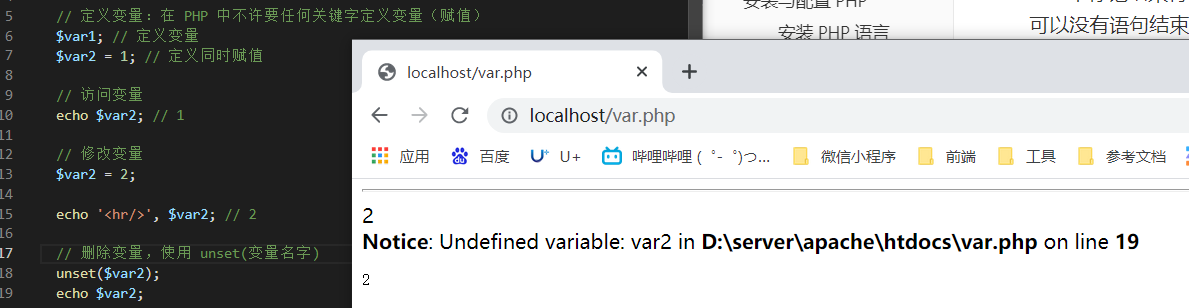 5 // 定义变量：在 PHP 中不许要任何关键字定义变量（赋值）
6 $var1; // 定义变量
7 $var2 = 1; // 定义同时赋值
8
9 // 访问变量
10 echo $var2; // 1
11
12 // 修改变量
13 $var2 = 2;
14
15 echo '<hr/>', $var2; // 2
16
17 // 删除变量，使用 unset(变量名字)
18 unset($var2);
19 echo $var2;
安装与配置 PHP
安装 PHP 语言
可以没有语句结束
localhost/var.php
localhost/var.php
应用 百度 U+ 哔哩哔哩 ( ゜- ゜)つ... 微信小程序 前端 工具 参考文档
2
Notice: Undefined variable: var2 in D:\server\apache\htdocs\var.php on line 19
2